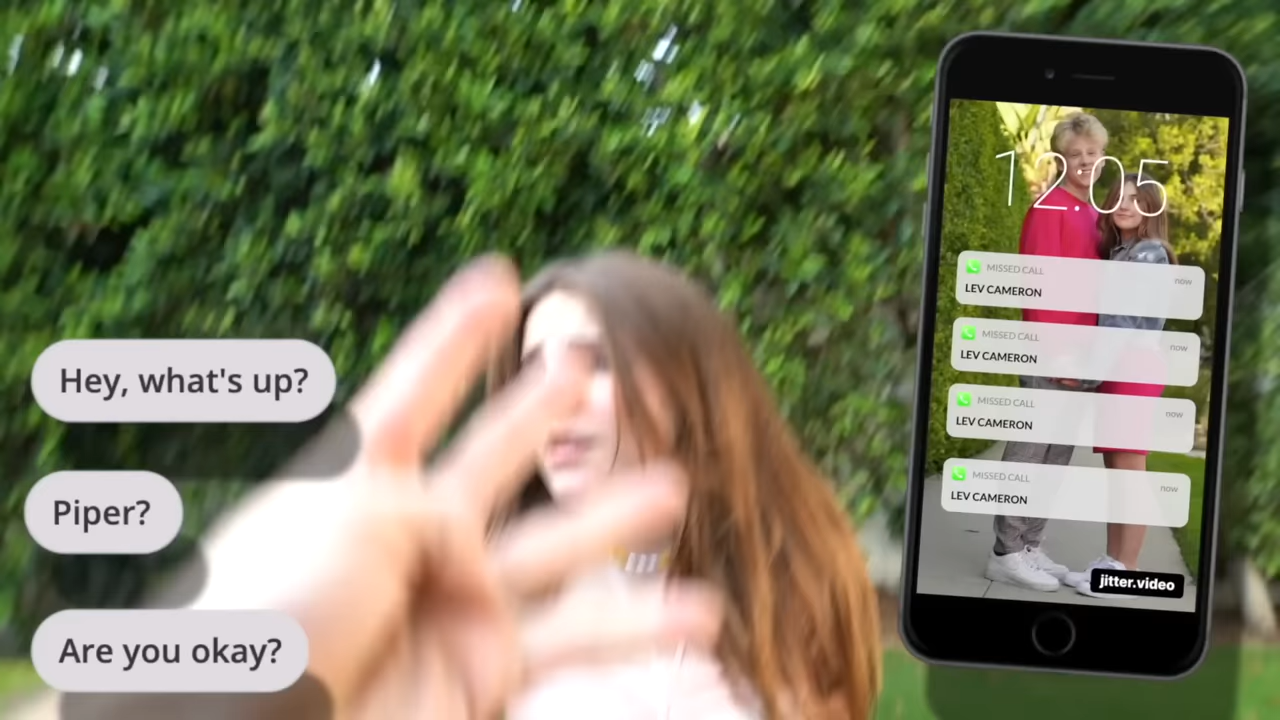 Hey, what's up?
Piper?
Are you okay?
12:05
MISSED CALL
now
LEV CAMERON
MISSED CALL
now
LEV CAMERON
MISSED CALL
now
LEV CAMERON
MISSED CALL
now
LEV CAMERON
jitter.video